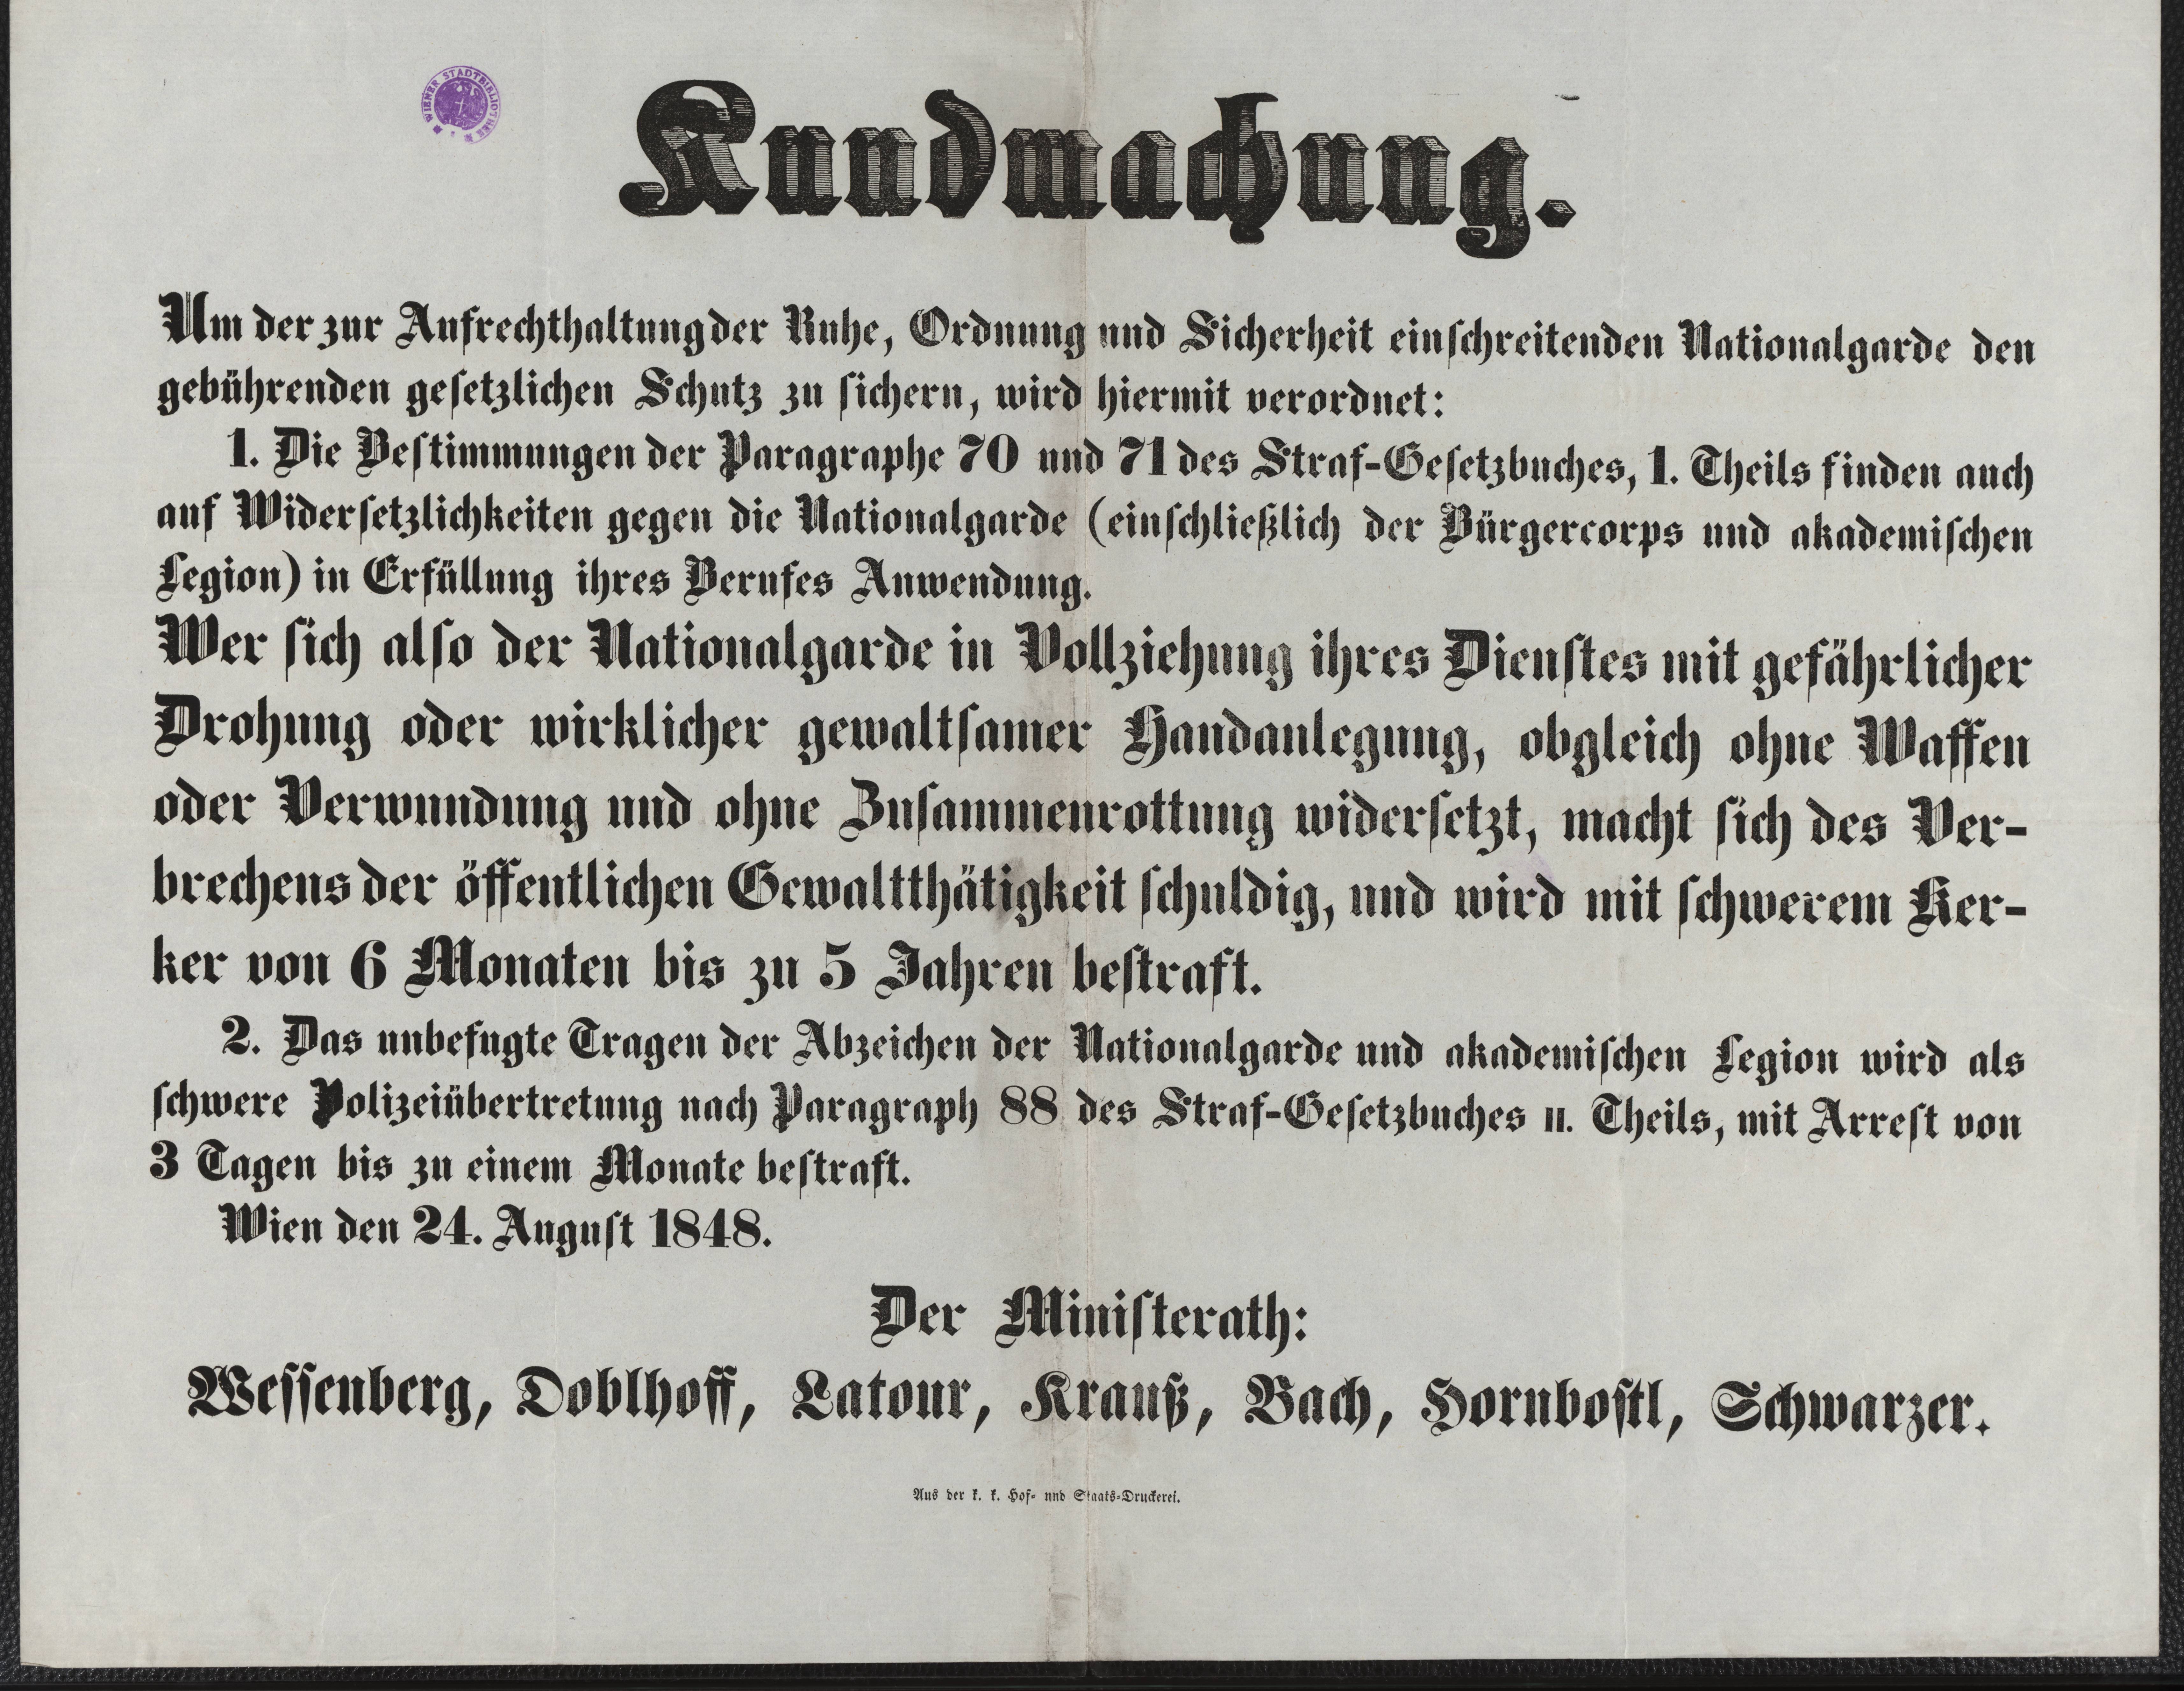 WIENER STADTBIBLIOTHEK
Kundmachung.
Um der zur Aufrechthaltung der Ruhe, Ordnung und Sicherheit einschreitenden Nationalgarde den
gebührenden gesetzlichen Schutz zu sichern, wird hiermit verordnet:
1. Die Bestimmungen der Paragraphe 70 und 71 des Straf-Gesetzbuches, 1. Theils finden auch
auf Widersetzlichkeiten gegen die Nationalgarde (einschließlich der Bürgercorps und akademischen
Legion) in Erfüllung ihres Berufes Anwendung.
Wer sich also der Nationalgarde in Vollziehung ihres Dienstes mit gefährlicher
Drohung oder wirklicher gewaltsamer Handanlegung, obgleich ohne Waffen
oder Verwundung und ohne Zusammenrottung widersetzt, macht sich des Ver-
brechens der öffentlichen Gewaltthätigkeit schuldig, und wird mit schwerem Ker-
ker von 6 Monaten bis zu 5 Jahren bestraft.
2. Das unbefugte Tragen der Abzeichen der Nationalgarde und akademischen Legion wird als
schwere Polizeiübertretung nach Paragraph 88 des Straf-Gesetzbuches II. Theils, mit Arrest von
3 Tagen bis zu einem Monate bestraft.
Wien den 24. August 1848.
Der Ministerath:
Wessenberg, Doblhoff, Latour, Krauß, Bach, Hornbostl, Schwarzer.
Aus der k. k. Hof- und Staats-Druckerei.